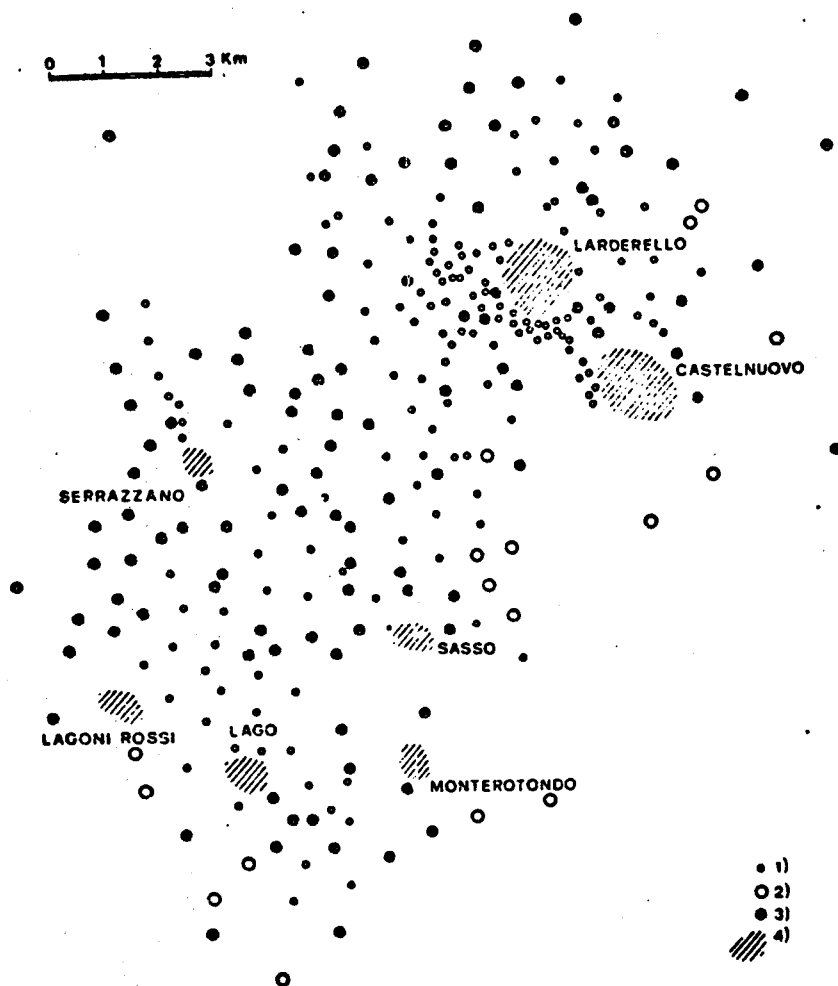 0 1 2 3 Km
LARDERELLO
CASTELNUOVO
SERRAZZANO
SASSO
LAGONI ROSSI
LAGO
MONTEROTONDO
1)
2)
3)
4)